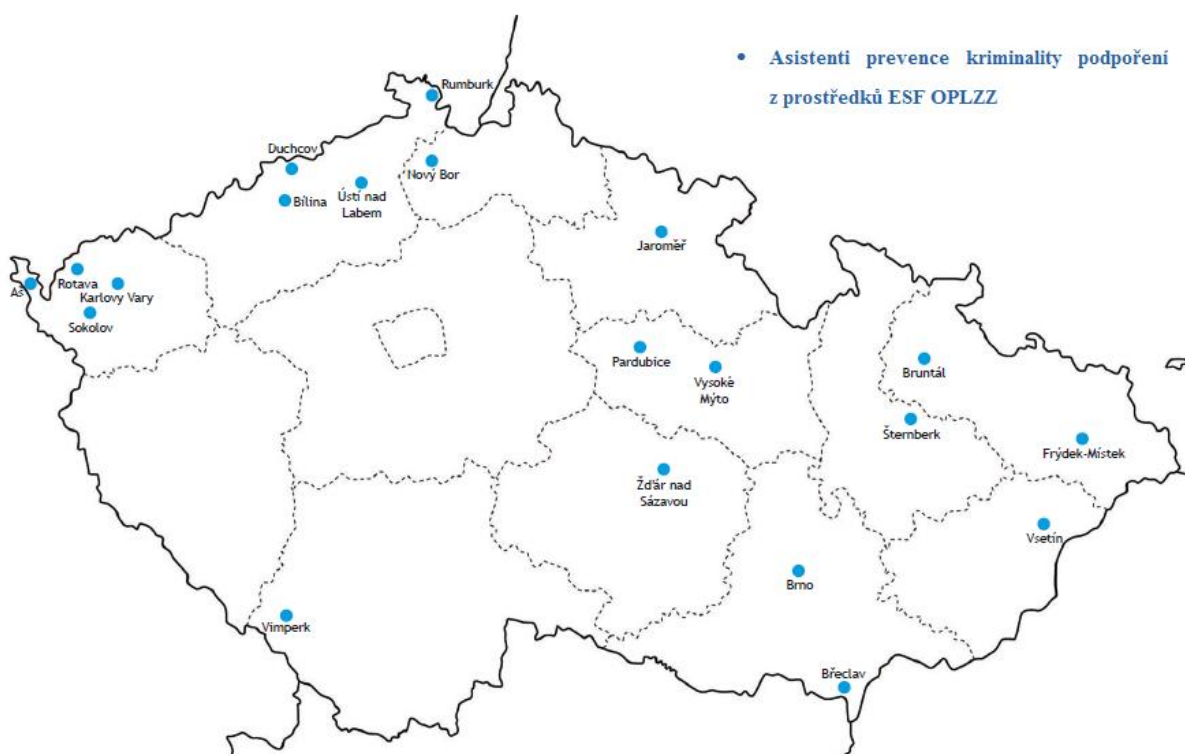 • Asistenti prevence kriminality podpoření
z prostředků ESF OPLZZ
Rumburk
Duchcov
Nový Bor
Bílina
Ústí nad
Labem
Jaroměř
Aš
Rotava
Karlovy Vary
Sokolov
Pardubice
Vysoké
Mýto
Bruntál
Šternberk
Frýdek-Místek
Žďár nad
Sázavou
Vsetín
Brno
Vimperk
Břeclav